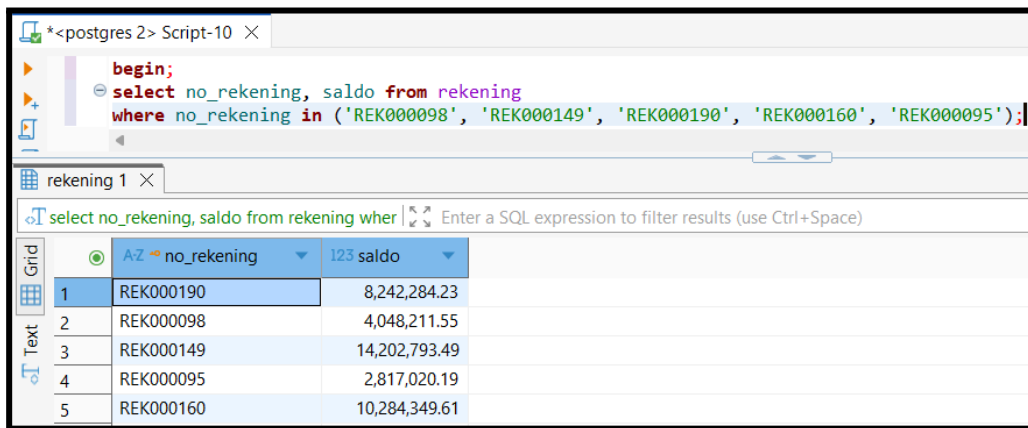 *<postgres 2> Script-10
begin;
select no_rekening, saldo from rekening
where no_rekening in ('REK000098', 'REK000149', 'REK000190', 'REK000160', 'REK000095');
rekening 1
select no_rekening, saldo from rekening wher Enter a SQL expression to filter results (use Ctrl+Space)
Grid
Text
A-Z no_rekening 123 saldo
1 REK000190 8,242,284.23
2 REK000098 4,048,211.55
3 REK000149 14,202,793.49
4 REK000095 2,817,020.19
5 REK000160 10,284,349.61